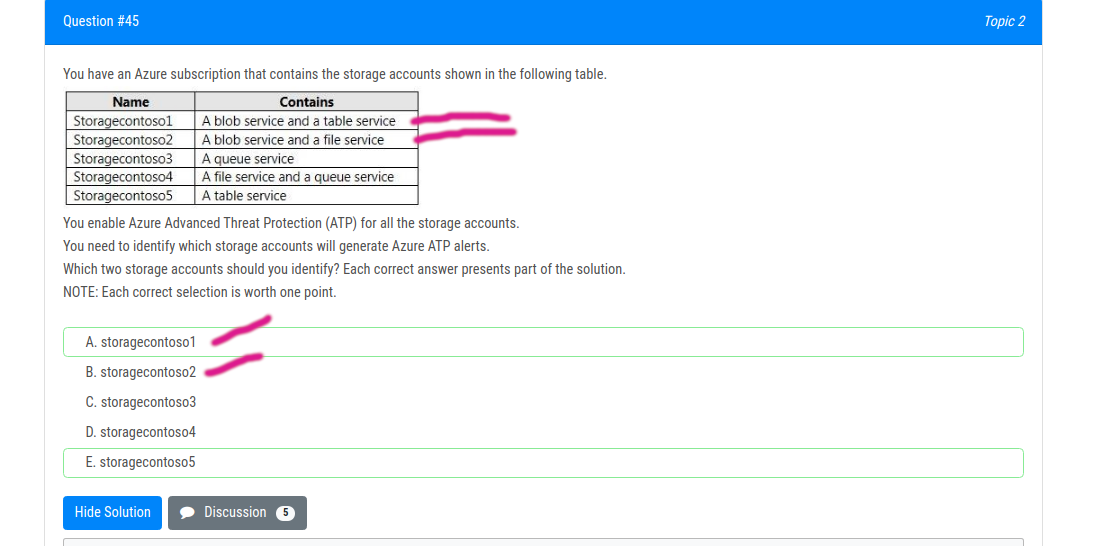 Question #45
Topic 2
You have an Azure subscription that contains the storage accounts shown in the following table.
Name Contains
Storagecontoso1 A blob service and a table service
Storagecontoso2 A blob service and a file service
Storagecontoso3 A queue service
Storagecontoso4 A file service and a queue service
Storagecontoso5 A table service
You enable Azure Advanced Threat Protection (ATP) for all the storage accounts.
You need to identify which storage accounts will generate Azure ATP alerts.
Which two storage accounts should you identify? Each correct answer presents part of the solution.
NOTE: Each correct selection is worth one point.
A. storagecontoso1
B. storagecontoso2
C. storagecontoso3
D. storagecontoso4
E. storagecontoso5
Hide Solution
Discussion 5